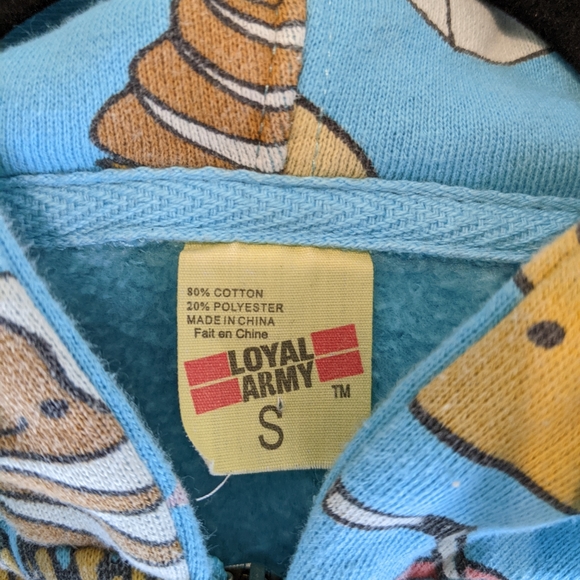 80% COTTON
20% POLYESTER
MADE IN CHINA
Fait en Chine
LOYAL
ARMY
TM
S